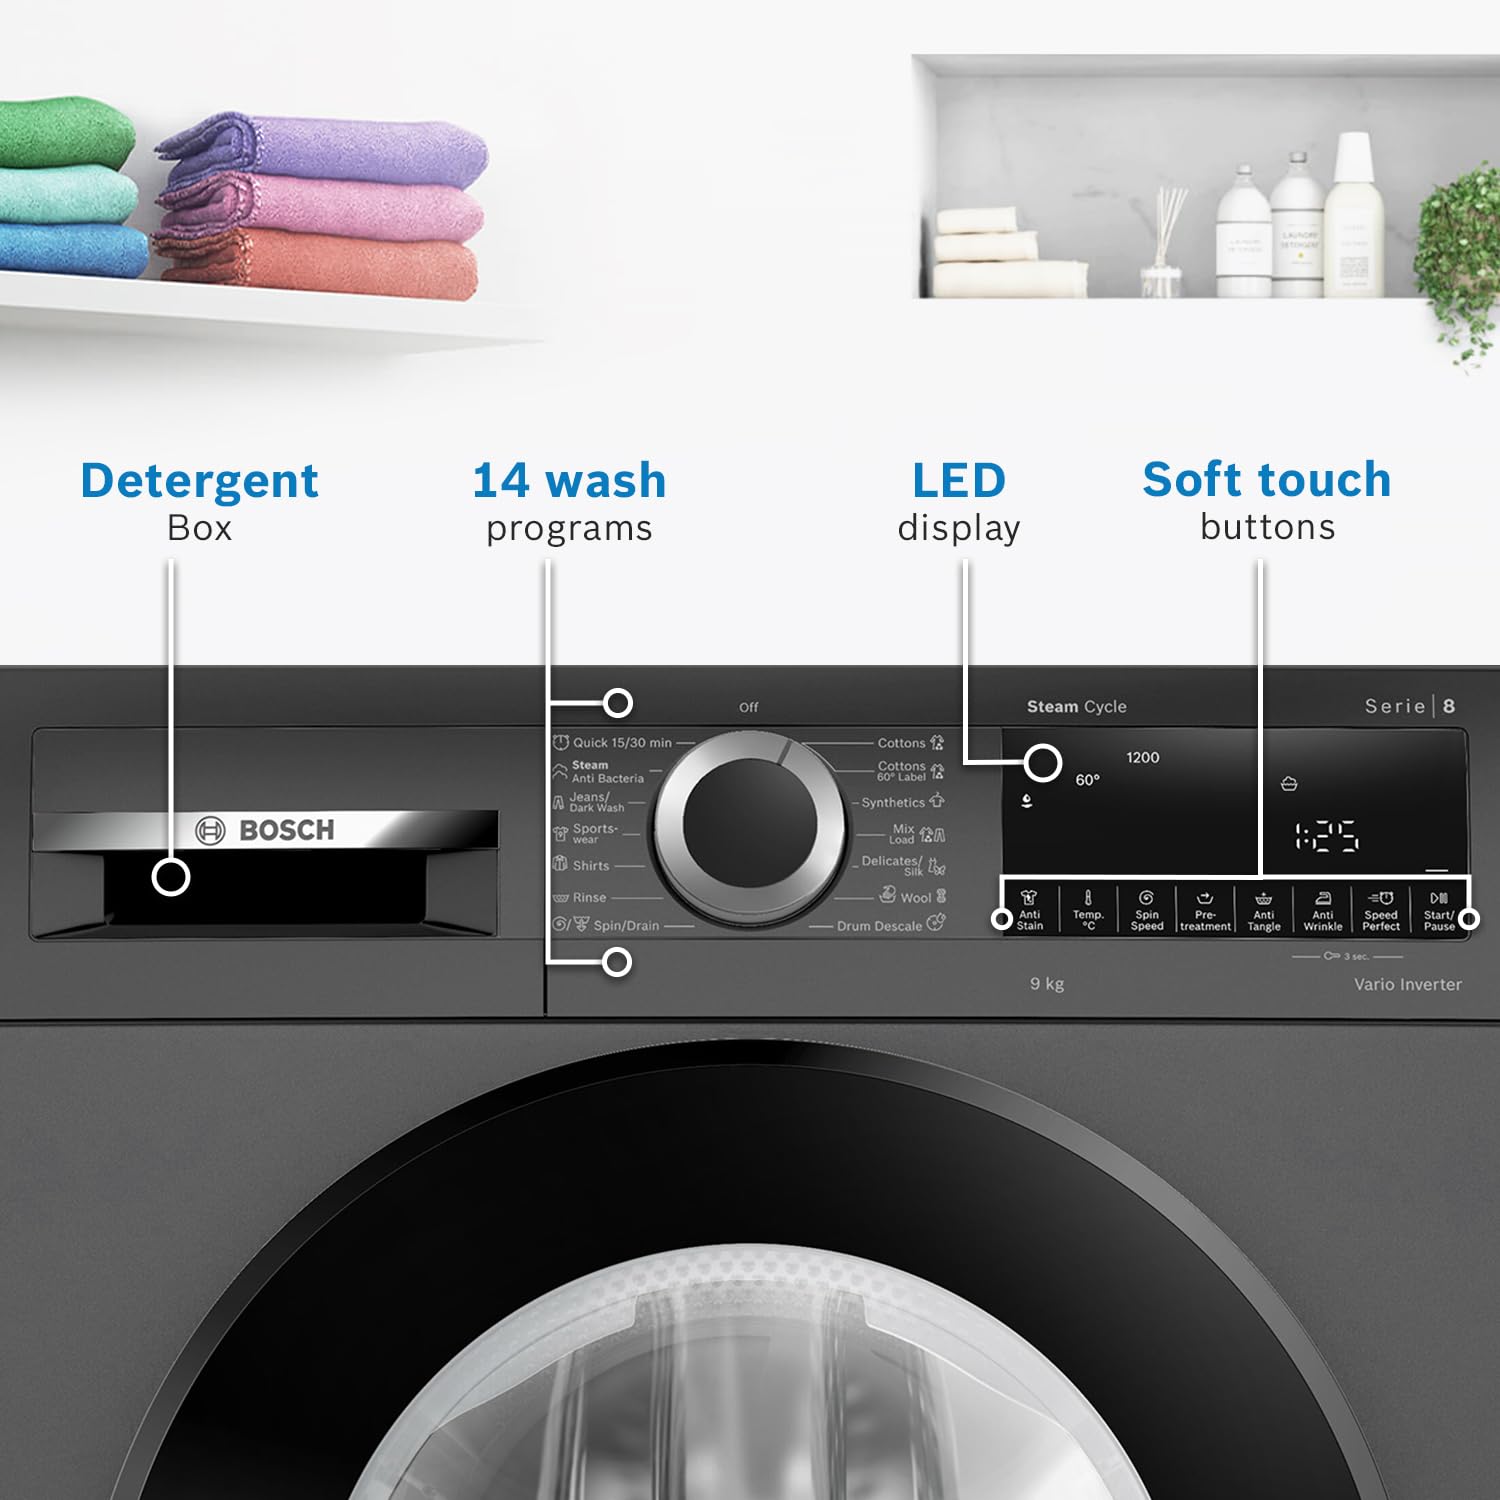 LAUNDRY
DETERGENT
Detergent
Box
14 wash
programs
LED
display
Soft touch
buttons
Off
Steam Cycle
Serie | 8
BOSCH
Quick 15/30 min
Steam
Anti Bacteria
Jeans/
Dark Wash
Sports-
wear
Shirts
Rinse
/ Spin/Drain
Cottons
Cottons
60° Label
Synthetics
Mix
Load
Delicates/
Silk
Wool
Drum Descale
1200
60°
1:25
Anti
Stain
Temp.
°C
Spin
Speed
Pre-
treatment
Anti
Tangle
Anti
Wrinkle
Speed
Perfect
Start/
Pause
3 sec.
9 kg
Vario Inverter